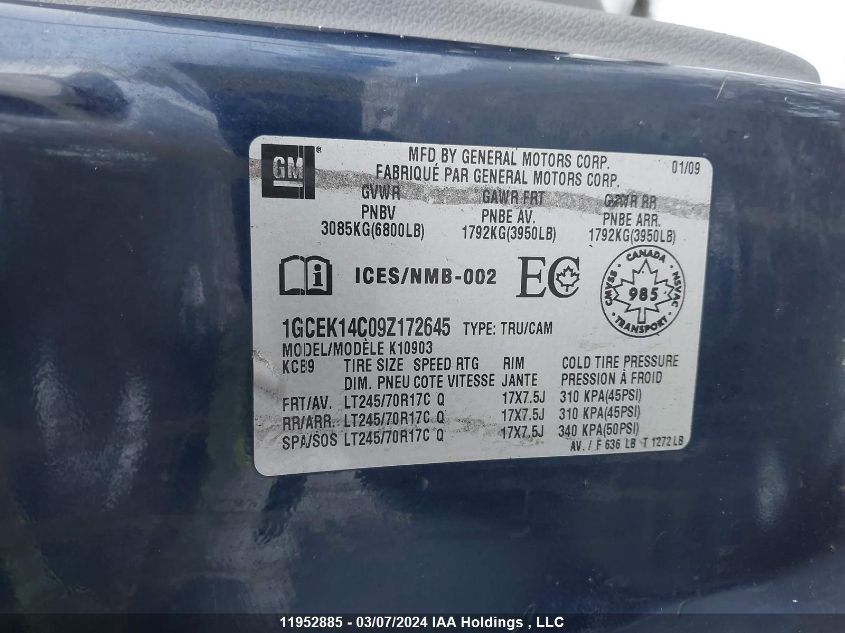 GM ®
MFD BY GENERAL MOTORS CORP. 01/09
FABRIQUÉ PAR GENERAL MOTORS CORP.
GVWR GAWR FRT GAWR RR
PNBV PNBE AV. PNBE ARR.
3085KG(6800LB) 1792KG(3950LB) 1792KG(3950LB)
i ICES/NMB-002 EC
CANADA CMVSS NSVAC 985 TRANSPORT
1GCEK14C09Z172645 TYPE: TRU/CAM
MODEL/MODÈLE K10903
KCB9 TIRE SIZE SPEED RTG RIM COLD TIRE PRESSURE
DIM. PNEU COTE VITESSE JANTE PRESSION À FROID
FRT/AV. LT245/70R17C Q 17X7.5J 310 KPA(45PSI)
RR/ARR. LT245/70R17C Q 17X7.5J 310 KPA(45PSI)
SPA/SOS LT245/70R17C Q 17X7.5J 340 KPA(50PSI)
AV. / F 636 LB T 1272 LB
11952885 - 03/07/2024 IAA Holdings , LLC